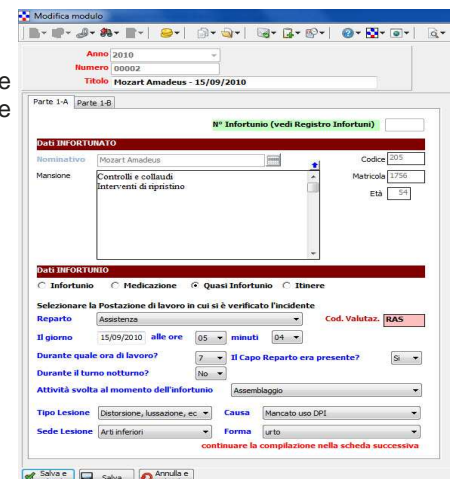 Modifica modulo
Anno 2010
Numero 00002
Titolo Mozart Amadeus - 15/09/2010
e
e
Parte 1-A Parte 1-B
N° Infortunio (vedi Registro Infortuni)
Dati INFORTUNATO
Nominativo Mozart Amadeus Codice 205
Mansione Controlli e collaudi Matricola 1756
Interventi di ripristino
Età 54
Dati INFORTUNIO
Infortunio Medicazione Quasi Infortunio Itinere
Selezionare la Postazione di lavoro in cui si è verificato l'incidente
Reparto Assistenza Cod. Valutaz. RAS
Il giorno 15/09/2010 alle ore 05 minuti 04
Durante quale ora di lavoro? 7 Il Capo Reparto era presente? Si
Durante il turno notturno? No
Attività svolta al momento dell'infortunio Assemblaggio
Tipo Lesione Distorsione, lussazione, ec Causa Mancato uso DPI
Sede Lesione Arti inferiori Forma urto
continuare la compilazione nella scheda successiva
Salva e Salva Annulla e